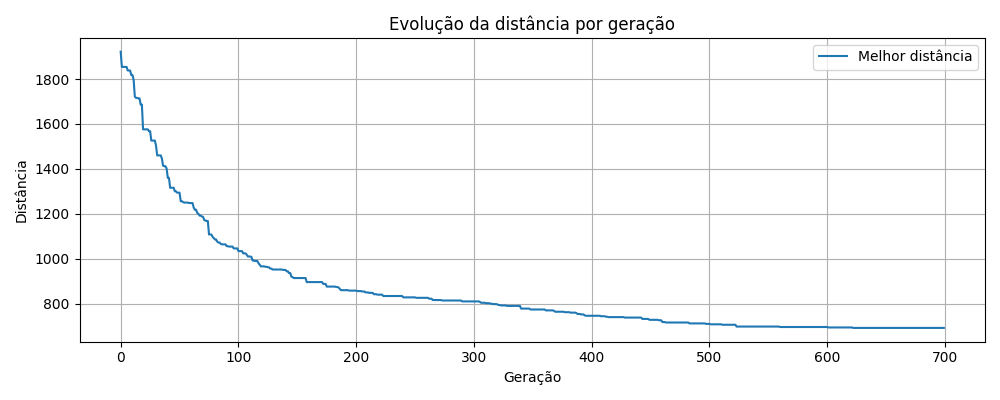 Evolução da distância por geração
Melhor distância
Distância
1800
1600
1400
1200
1000
800
0 100 200 300 400 500 600 700
Geração